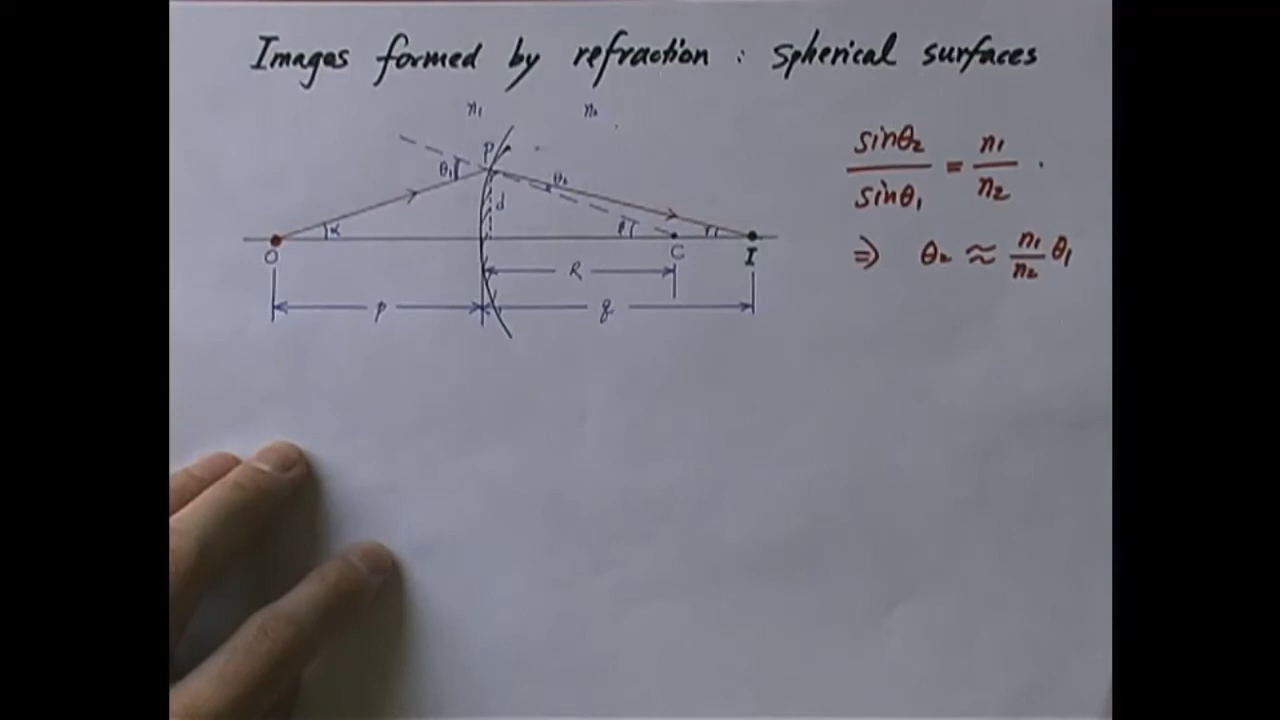 Images formed by refraction : spherical surfaces
n₁ n₂
sinθ₂/sinθ₁ = n₁/n₂
P
θ₁ θ₂
d
α β γ
O C I
⇒ θ₂ ≈ n₁/n₂ θ₁
R
p q